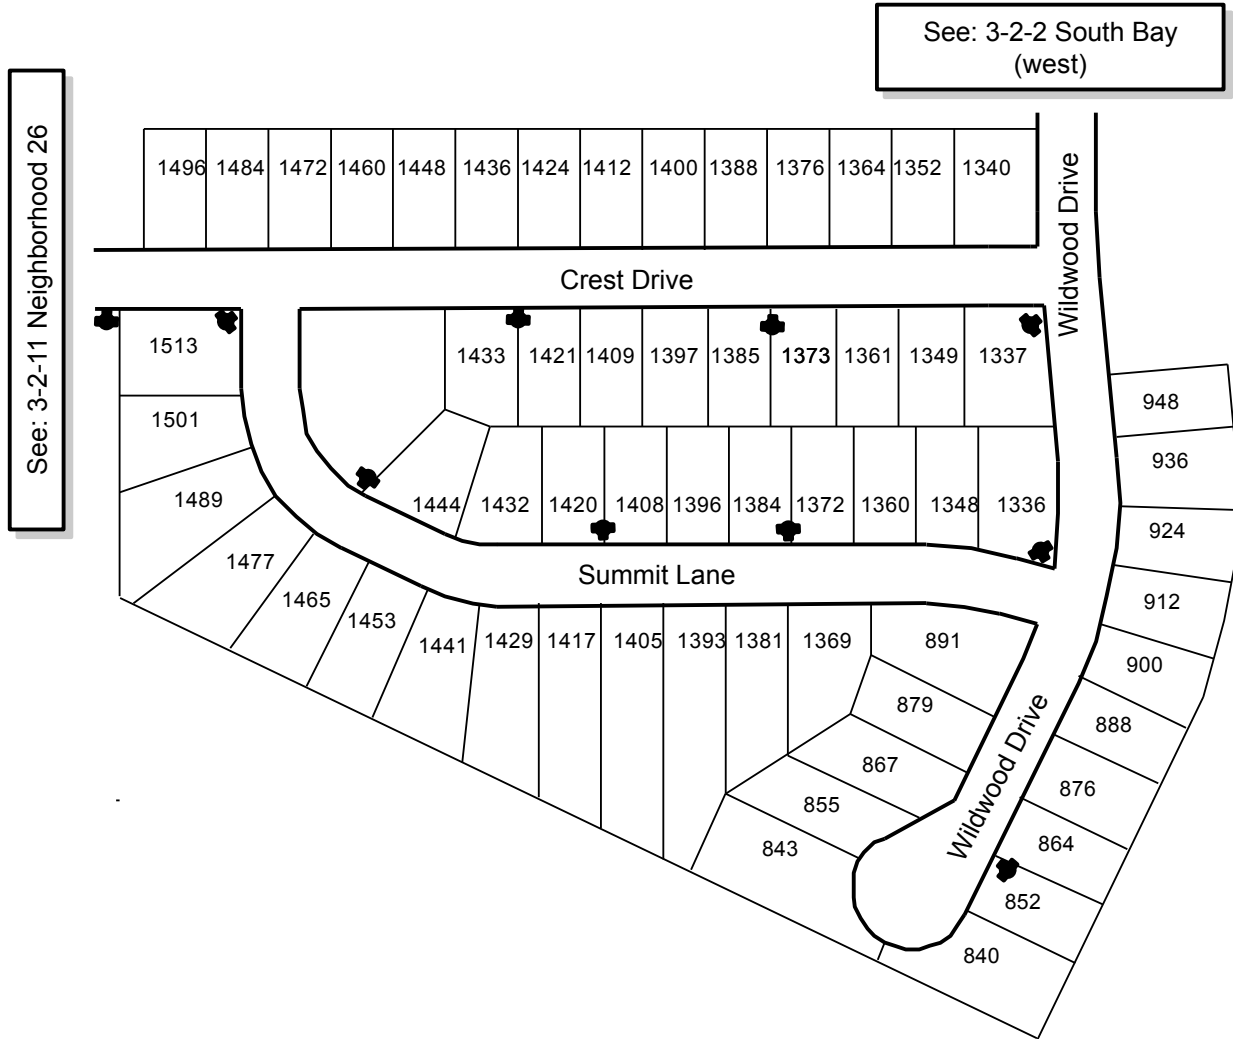 See: 3-2-2 South Bay
(west)
See: 3-2-11 Neighborhood 26
1496 1484 1472 1460 1448 1436 1424 1412 1400 1388 1376 1364 1352 1340
Wildwood Drive
Crest Drive
1513 1433 1421 1409 1397 1385 1373 1361 1349 1337
948
1501
936
1489 1444 1432 1420 1408 1396 1384 1372 1360 1348 1336
924
1477
Summit Lane
1465
912
1453
1441 1429 1417 1405 1393 1381 1369 891
900
879
888
Wildwood Drive
867
876
855
864
843
852
840